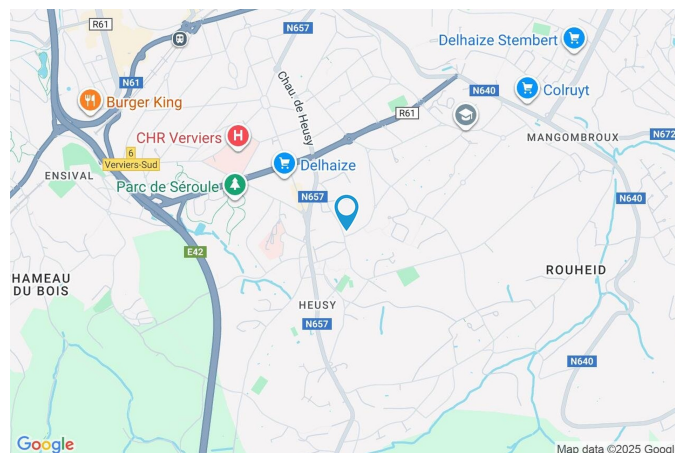 R61
N657
Delhaize Stembert
N61
Chau. de Heusy
N640
Colruyt
Burger King
R61
CHR Verviers
MANGOMBROUX
N672
6
Verviers-Sud
Delhaize
ENSIVAL
Parc de Séroule
N657
N640
E42
HAMEAU
DU BOIS
ROUHEID
HEUSY
N657
N640
Google
Map data ©2025 Googl
H